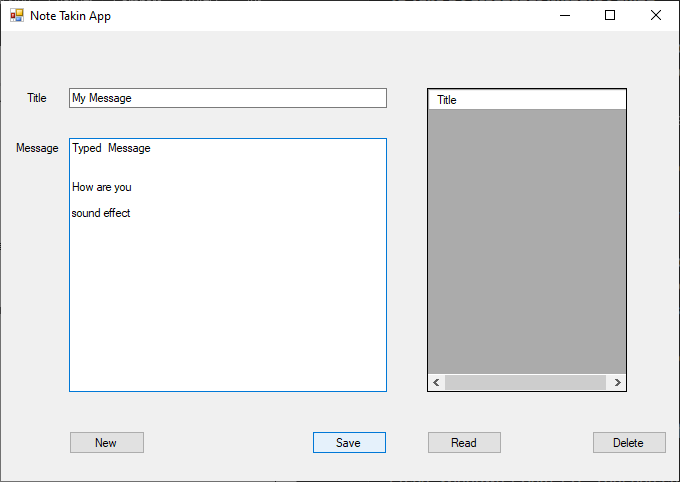 Note Takin App
Title
My Message
Title
Message
Typed  Message
How are you
sound effect
New
Save
Read
Delete